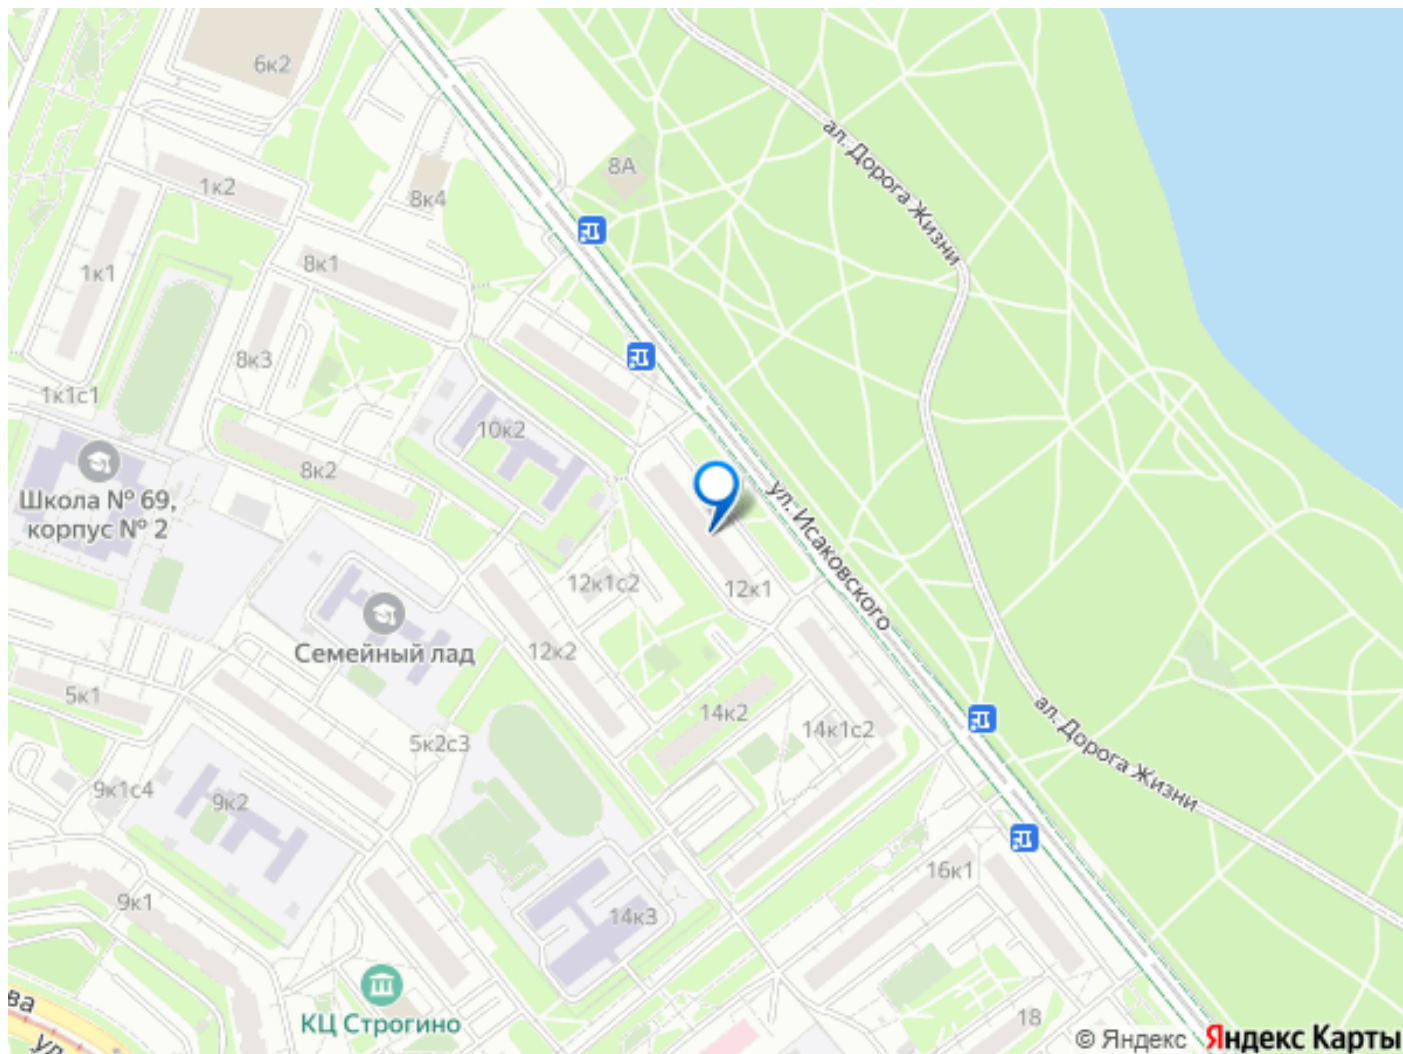 6к2
1к2
8к4
8А
ал. Дорога Жизни
1к1
8к1
8к3
1к1с1
10к2
8к2
Школа № 69,
корпус № 2
ул. Исаковского
12к1с2
12к1
Семейный лад
12к2
5к1
14к2
14к1с2
5к2с3
ал. Дорога Жизни
9к1с4
9к2
16к1
9к1
14к3
ва
КЦ Строгино
18
ул.
© Яндекс Яндекс Карты